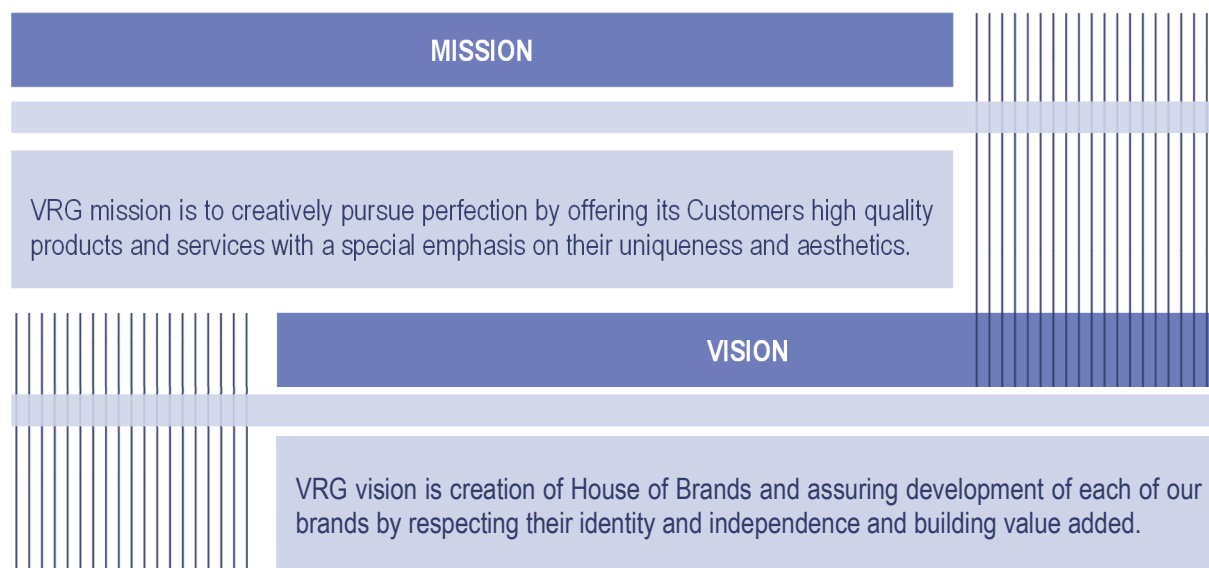 MISSION
VRG mission is to creatively pursue perfection by offering its Customers high quality
products and services with a special emphasis on their uniqueness and aesthetics.
VISION
VRG vision is creation of House of Brands and assuring development of each of our
brands by respecting their identity and independence and building value added.